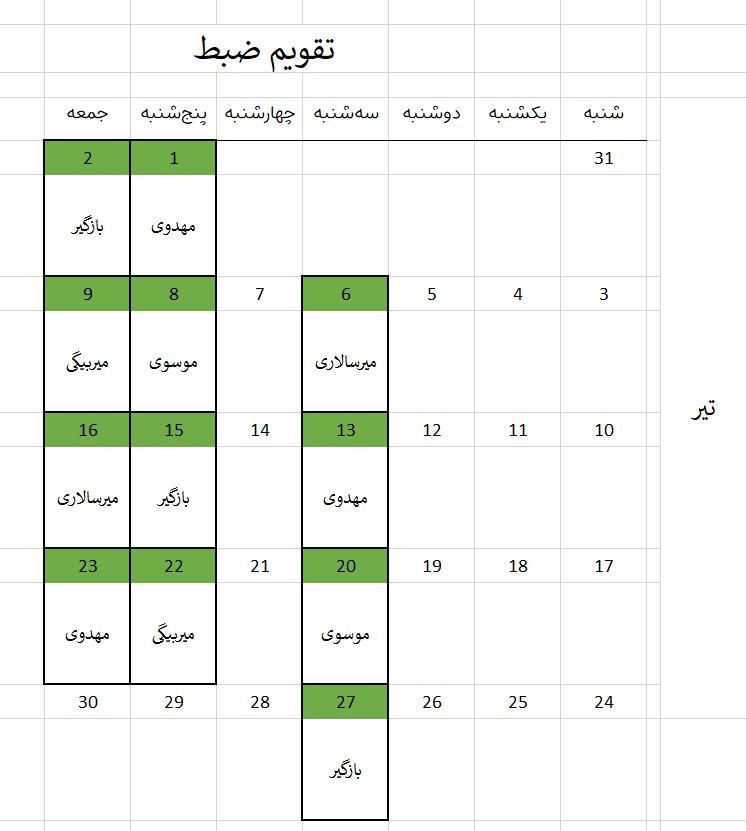 تقویم ضبط
شنبه یکشنبه دوشنبه سه‌شنبه چهارشنبه پنج‌شنبه جمعه
31 1 2
مهدوی بازگیر
3 4 5 6 7 8 9
میرسالاری موسوی میربیگی
تیر
10 11 12 13 14 15 16
مهدوی بازگیر میرسالاری
17 18 19 20 21 22 23
موسوی میربیگی مهدوی
24 25 26 27 28 29 30
بازگیر